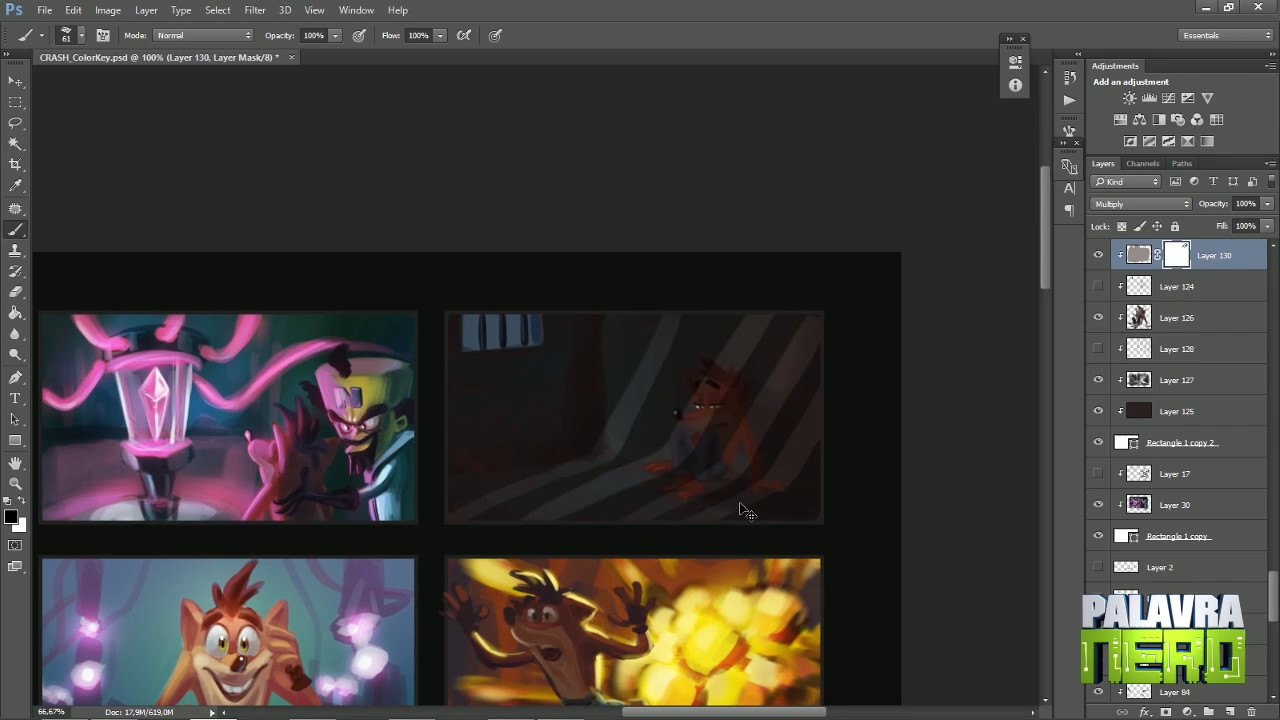 Ps File Edit Image Layer Type Select Filter 3D View Window Help
61 Mode: Normal Opacity: 100% Flow: 100% Essentials
CRASH_ColorKey.psd @ 100% (Layer 130, Layer Mask/8) * ×
Adjustments
Add an adjustment
Layers Channels Paths
Kind
Multiply Opacity: 100%
Lock: Fill: 100%
Layer 130
Layer 124
Layer 126
Layer 128
Layer 127
Layer 125
Rectangle 1 copy 2
Layer 17
Layer 30
Rectangle 1 copy
Layer 2
PALAVRA
NERD
Layer 84
66,67% Doc: 17,9M/619,0M